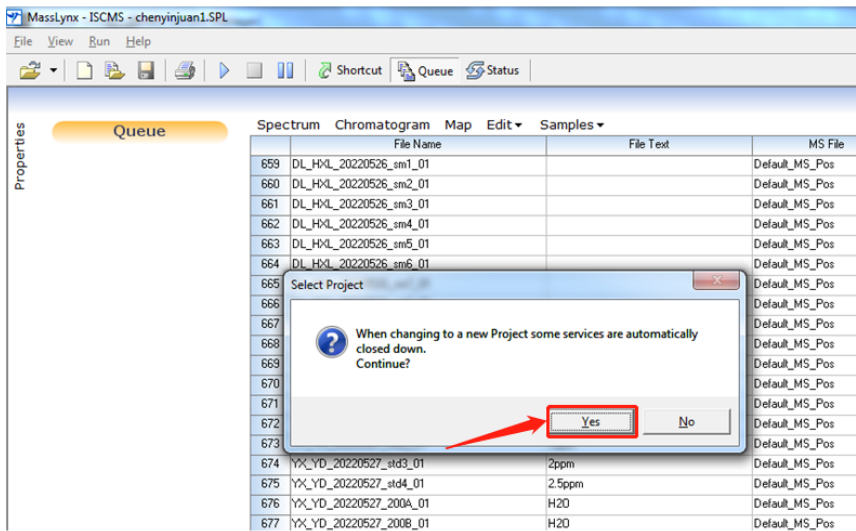 MassLynx - ISCMS - chenyinjuan1.SPL
File View Run Help
Shortcut Queue Status
Properties
Queue
Spectrum Chromatogram Map Edit Samples
File Name File Text MS File
659 DL_HXL_20220526_sm1_01 Default_MS_Pos
660 DL_HXL_20220526_sm2_01 Default_MS_Pos
661 DL_HXL_20220526_sm3_01 Default_MS_Pos
662 DL_HXL_20220526_sm4_01 Default_MS_Pos
663 DL_HXL_20220526_sm5_01 Default_MS_Pos
664 DL_HXL_20220526_sm6_01 Default_MS_Pos
665 Default_MS_Pos
666 Default_MS_Pos
667 Default_MS_Pos
668 Default_MS_Pos
669 Default_MS_Pos
670 Default_MS_Pos
671 Default_MS_Pos
672 Default_MS_Pos
673 Default_MS_Pos
674 YX_YD_20220527_std3_01 2ppm Default_MS_Pos
675 YX_YD_20220527_std4_01 2.5ppm Default_MS_Pos
676 YX_YD_20220527_200A_01 H2O Default_MS_Pos
677 YX_YD_20220527_200B_01 H2O Default_MS_Pos
Select Project
When changing to a new Project some services are automatically
closed down.
Continue?
Yes No